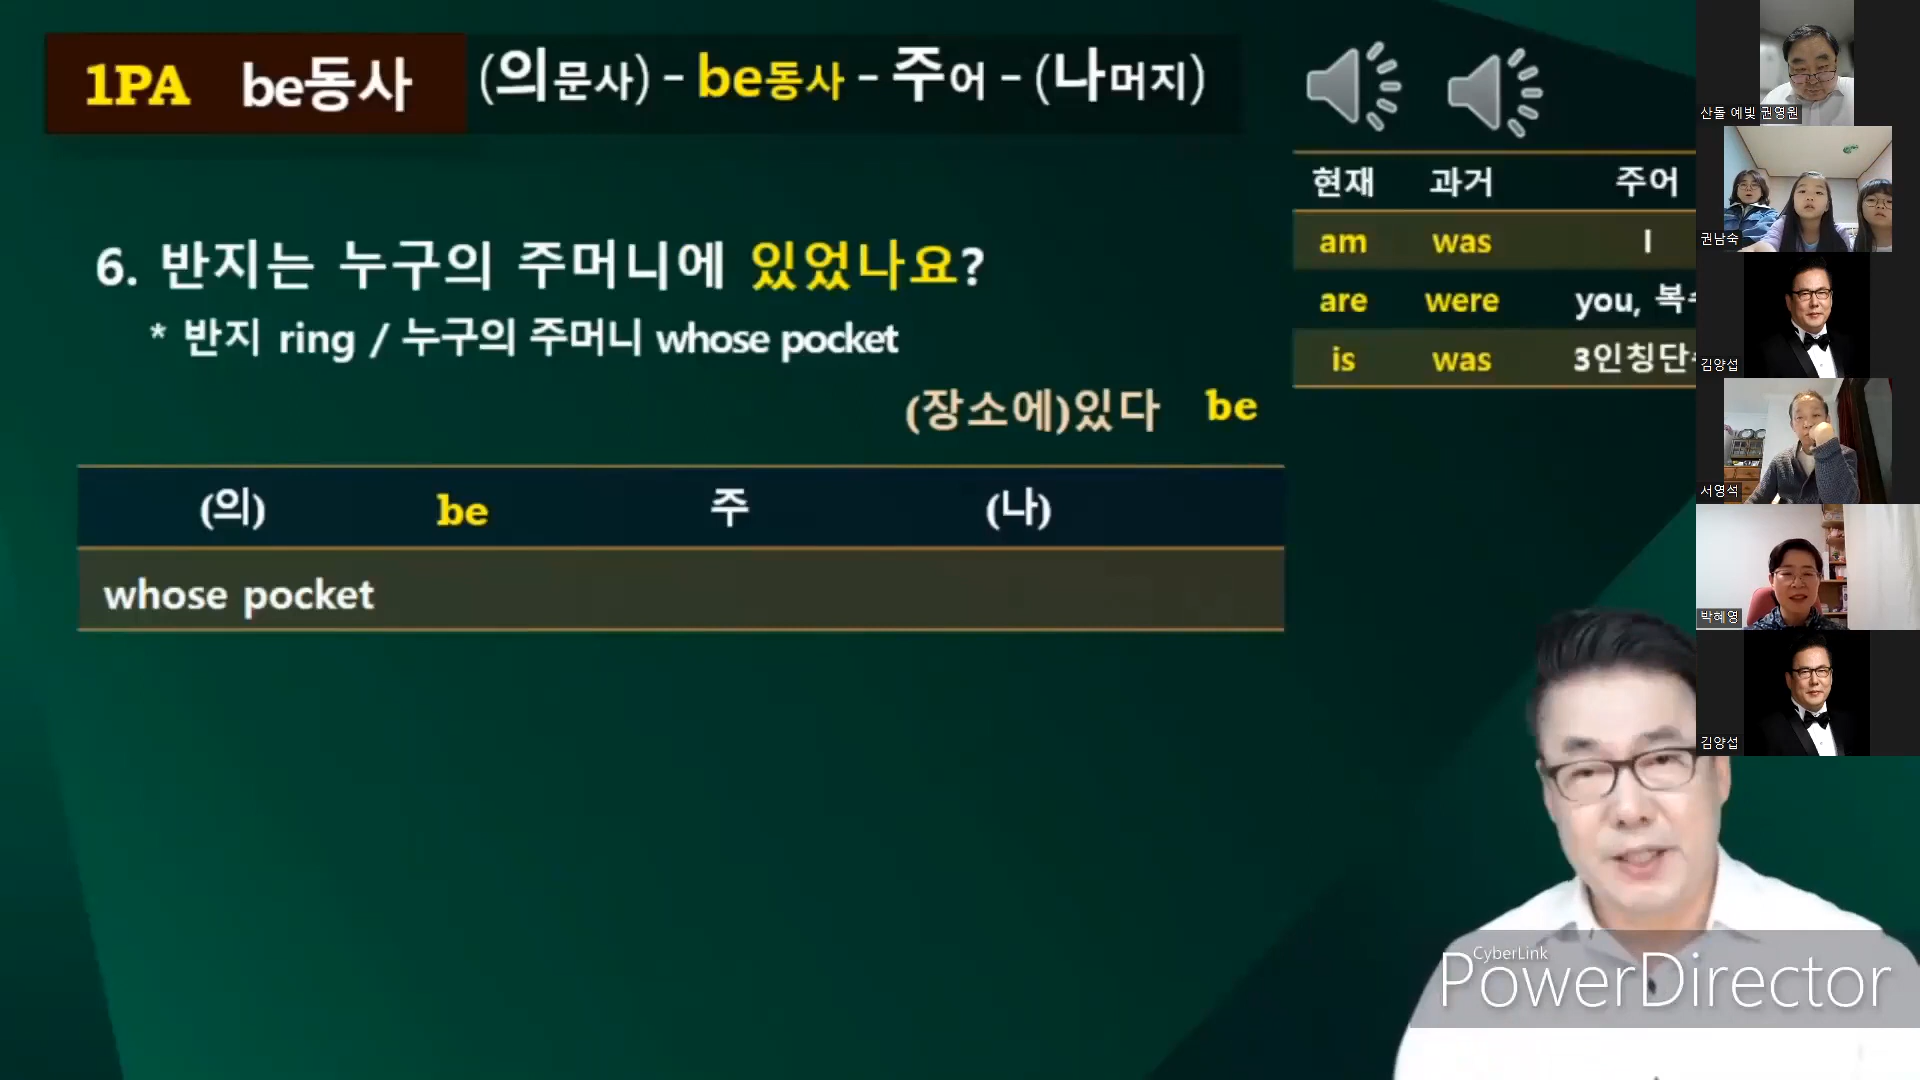 1PA be동사 (의문사) - be동사 - 주어 - (나머지)
현재 과거 주어
am was I
are were you,
is was 3인칭단
6. 반지는 누구의 주머니에 있었나요?
* 반지 ring / 누구의 주머니 whose pocket
(장소에)있다 be
(의) be 주 (나)
whose pocket
산돌 예빛 권영원
권남숙
김양섭
서영석
박혜영
김양섭
CyberLink
PowerDirector